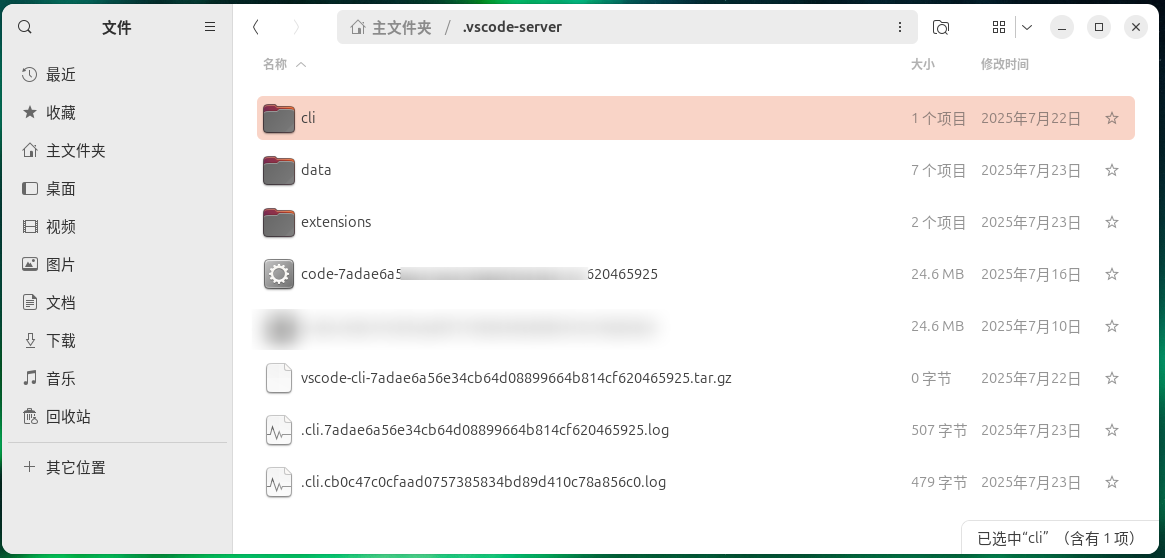 文件
主文件夹 / .vscode-server
最近
收藏
主文件夹
桌面
视频
图片
文档
下载
音乐
回收站
其它位置
名称 大小 修改时间
cli 1 个项目 2025年7月22日
data 7 个项目 2025年7月23日
extensions 2 个项目 2025年7月23日
code-7adae6a5 620465925 24.6 MB 2025年7月16日
24.6 MB 2025年7月10日
vscode-cli-7adae6a56e34cb64d08899664b814cf620465925.tar.gz 0 字节 2025年7月22日
.cli.7adae6a56e34cb64d08899664b814cf620465925.log 507 字节 2025年7月23日
.cli.cb0c47c0cfaad0757385834bd89d410c78a856c0.log 479 字节 2025年7月23日
已选中“cli” （含有 1 项）